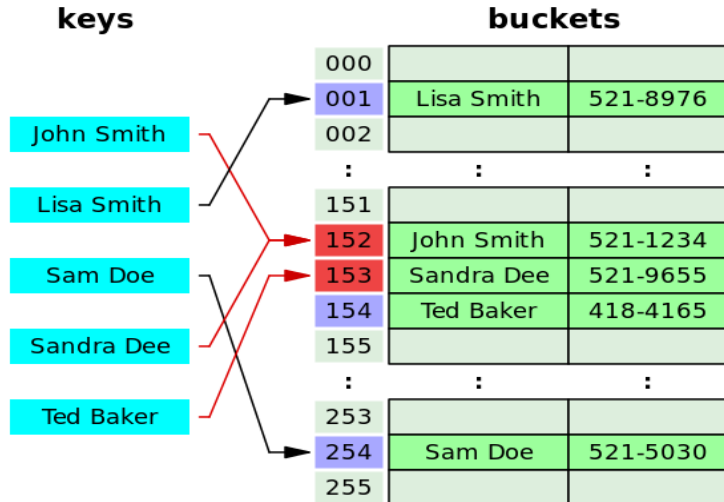 keys
buckets
John Smith
Lisa Smith
Sam Doe
Sandra Dee
Ted Baker
000
001 Lisa Smith 521-8976
002
: : :
151
152 John Smith 521-1234
153 Sandra Dee 521-9655
154 Ted Baker 418-4165
155
: : :
253
254 Sam Doe 521-5030
255